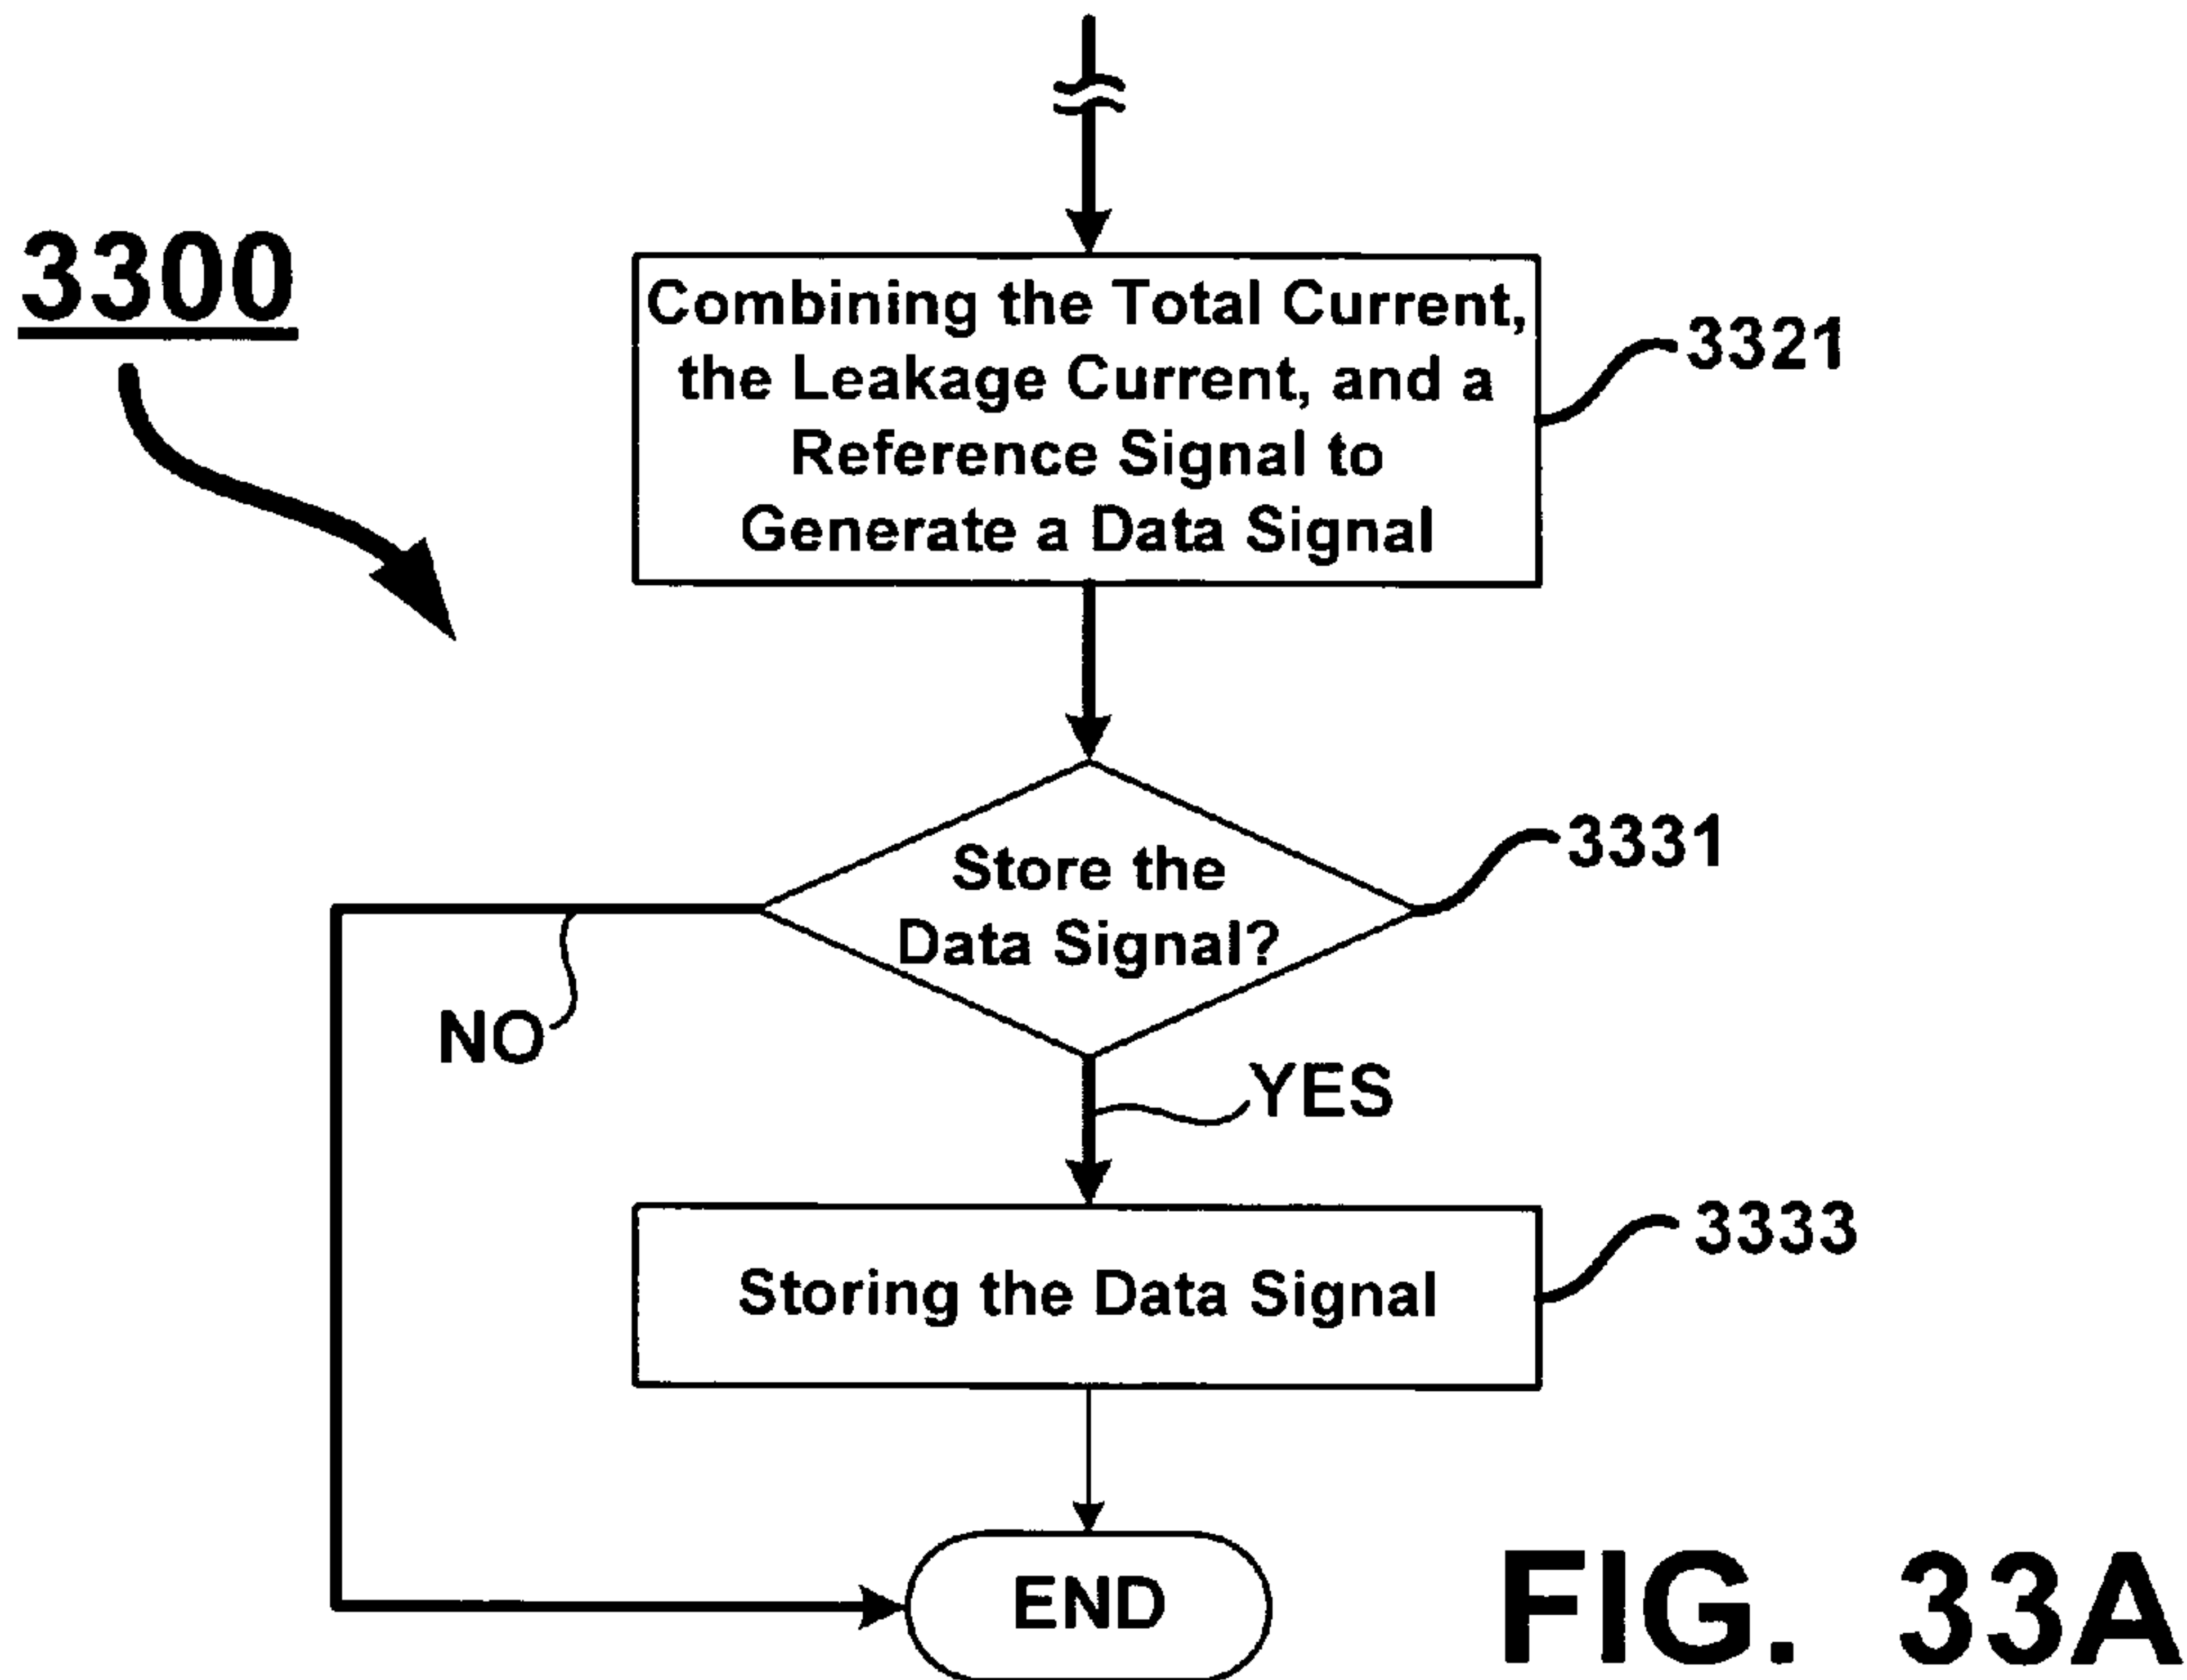 3300
Combining the Total Current,
the Leakage Current, and a
Reference Signal to
Generate a Data Signal
3321
Store the
Data Signal?
3331
NO
YES
Storing the Data Signal
3333
END
FIG. 33A